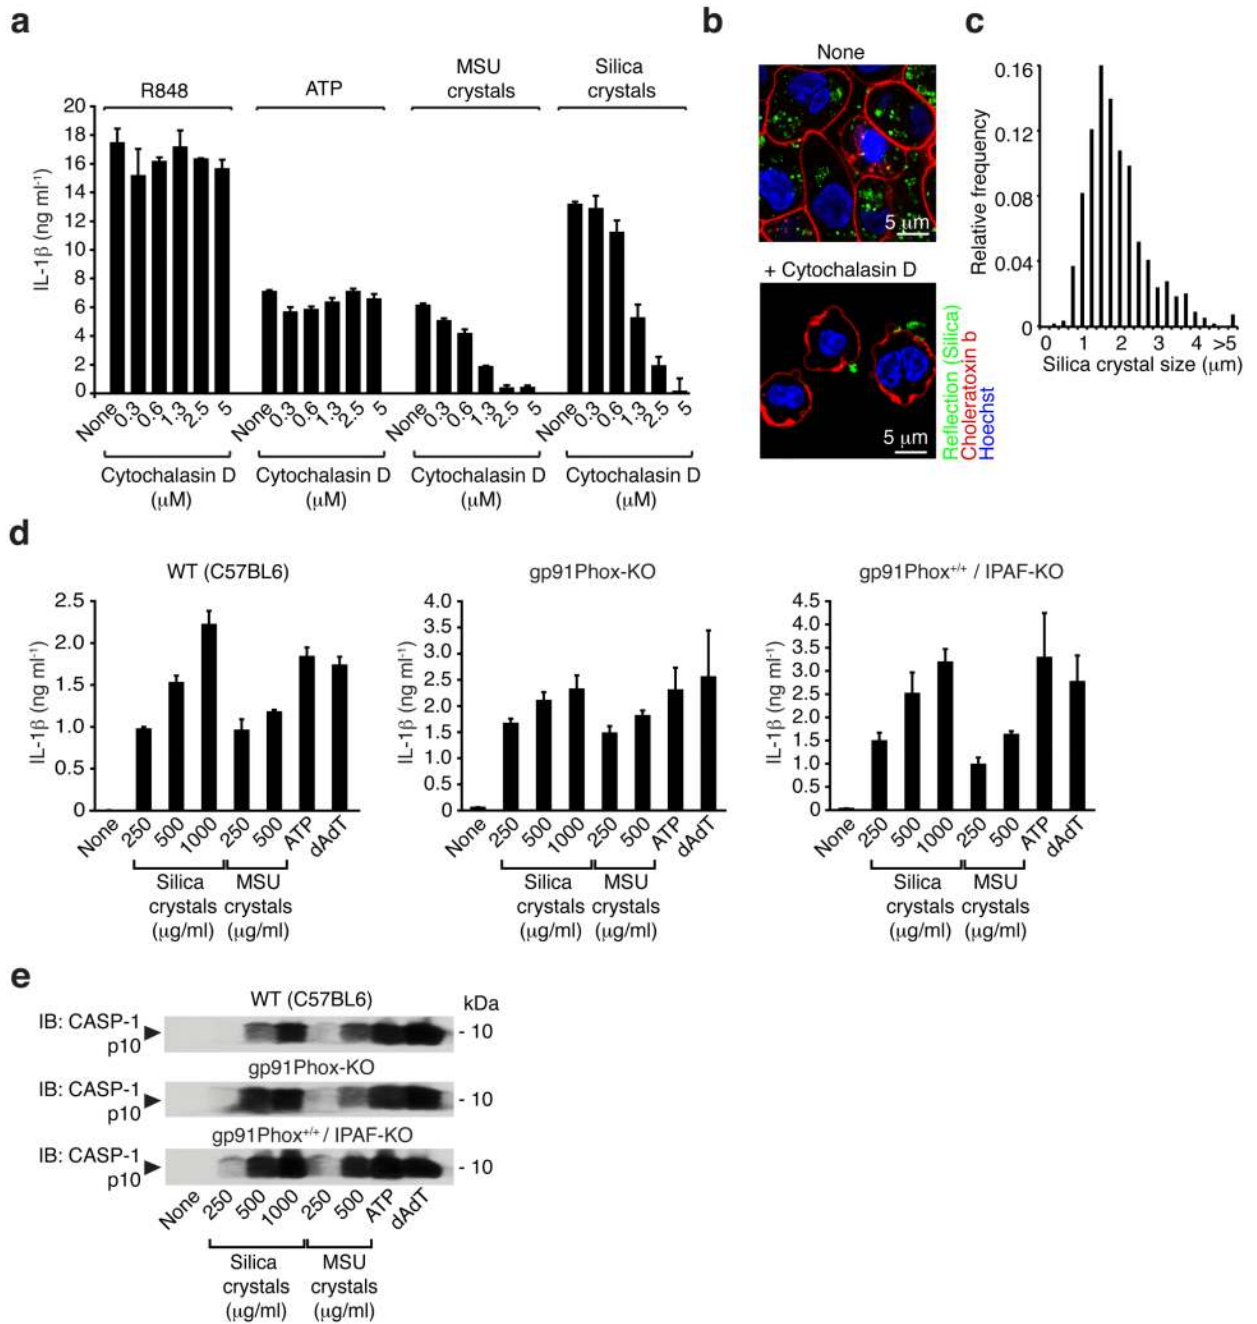 a
R848
ATP
MSU
crystals
Silica
crystals
IL-1β (ng ml⁻¹)
20
18
16
14
12
10
8
6
4
2
0
None 0.3 0.6 1.3 2.5 5
None 0.3 0.6 1.3 2.5 5
None 0.3 0.6 1.3 2.5 5
None 0.3 0.6 1.3 2.5 5
Cytochalasin D
(μM)
Cytochalasin D
(μM)
Cytochalasin D
(μM)
Cytochalasin D
(μM)
b
None
5 μm
+ Cytochalasin D
5 μm
Reflection (Silica)
Choleratoxin b
Hoechst
c
Relative frequency
0.16
0.12
0.08
0.04
0
0 1 2 3 4 >5
Silica crystal size (μm)
d
WT (C57BL6)
IL-1β (ng ml⁻¹)
2.5
2.0
1.5
1.0
0.5
0
None 250 500 1000 250 500 ATP dAdT
Silica
crystals
(μg/ml)
MSU
crystals
(μg/ml)
gp91Phox-KO
IL-1β (ng ml⁻¹)
4.0
3.5
3.0
2.5
2.0
1.5
1.0
0.5
0
None 250 500 1000 250 500 ATP dAdT
Silica
crystals
(μg/ml)
MSU
crystals
(μg/ml)
gp91Phox⁺/⁺ / IPAF-KO
IL-1β (ng ml⁻¹)
4.5
4.0
3.5
3.0
2.5
1.5
1.0
0.5
0
None 250 500 1000 250 500 ATP dAdT
Silica
crystals
(μg/ml)
MSU
crystals
(μg/ml)
e
WT (C57BL6)
kDa
IB: CASP-1
p10
- 10
gp91Phox-KO
IB: CASP-1
p10
- 10
gp91Phox⁺/⁺ / IPAF-KO
IB: CASP-1
p10
- 10
None 250 500 1000 250 500 ATP dAdT
Silica
crystals
(μg/ml)
MSU
crystals
(μg/ml)